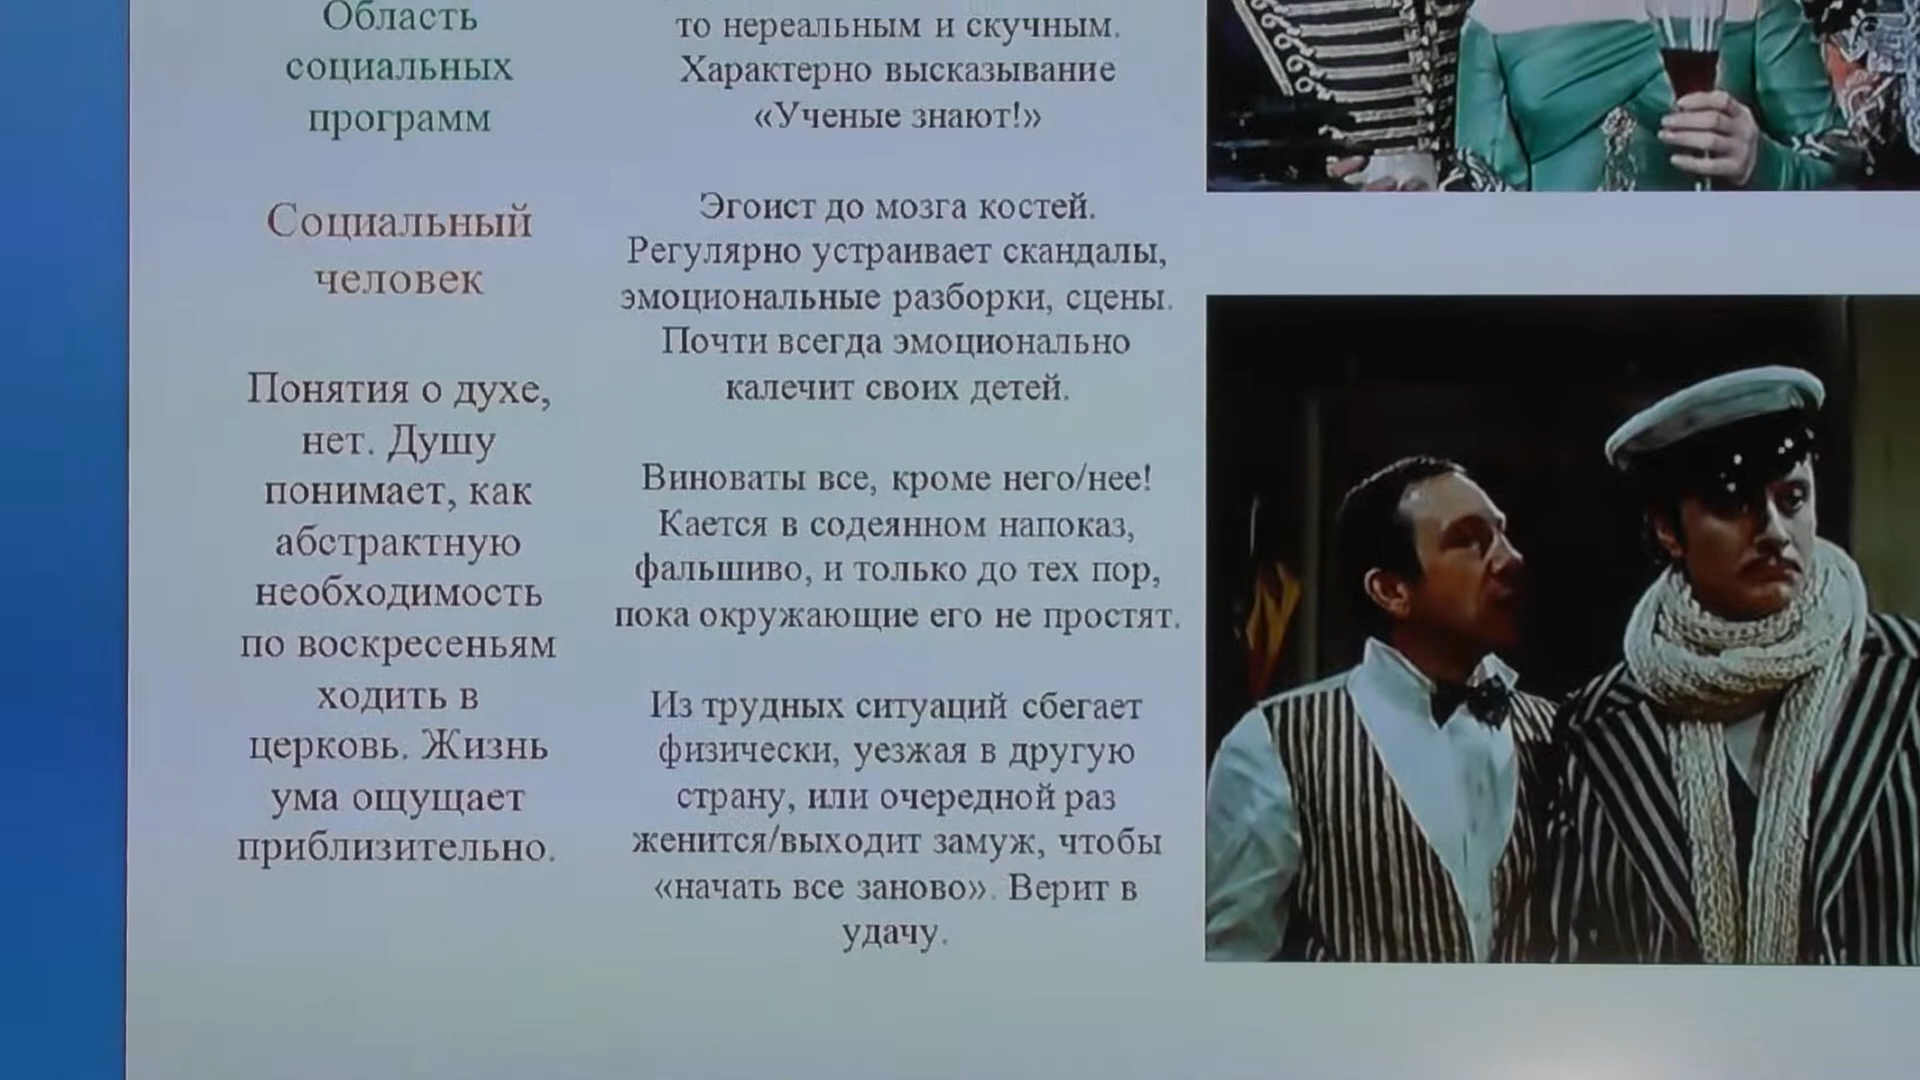 Область
социальных
программ
Социальный
человек
Понятия о духе,
нет. Душу
понимает, как
абстрактную
необходимость
по воскресеньям
ходить в
церковь. Жизнь
ума ощущает
приблизительно.
то нереальным и скучным.
Характерно высказывание
«Ученые знают!»
Эгоист до мозга костей.
Регулярно устраивает скандалы,
эмоциональные разборки, сцены.
Почти всегда эмоционально
калечит своих детей.
Виноваты все, кроме него/нее!
Кается в содеянном напоказ,
фальшиво, и только до тех пор,
пока окружающие его не простят.
Из трудных ситуаций сбегает
физически, уезжая в другую
страну, или очередной раз
женится/выходит замуж, чтобы
«начать все заново». Верит в
удачу.